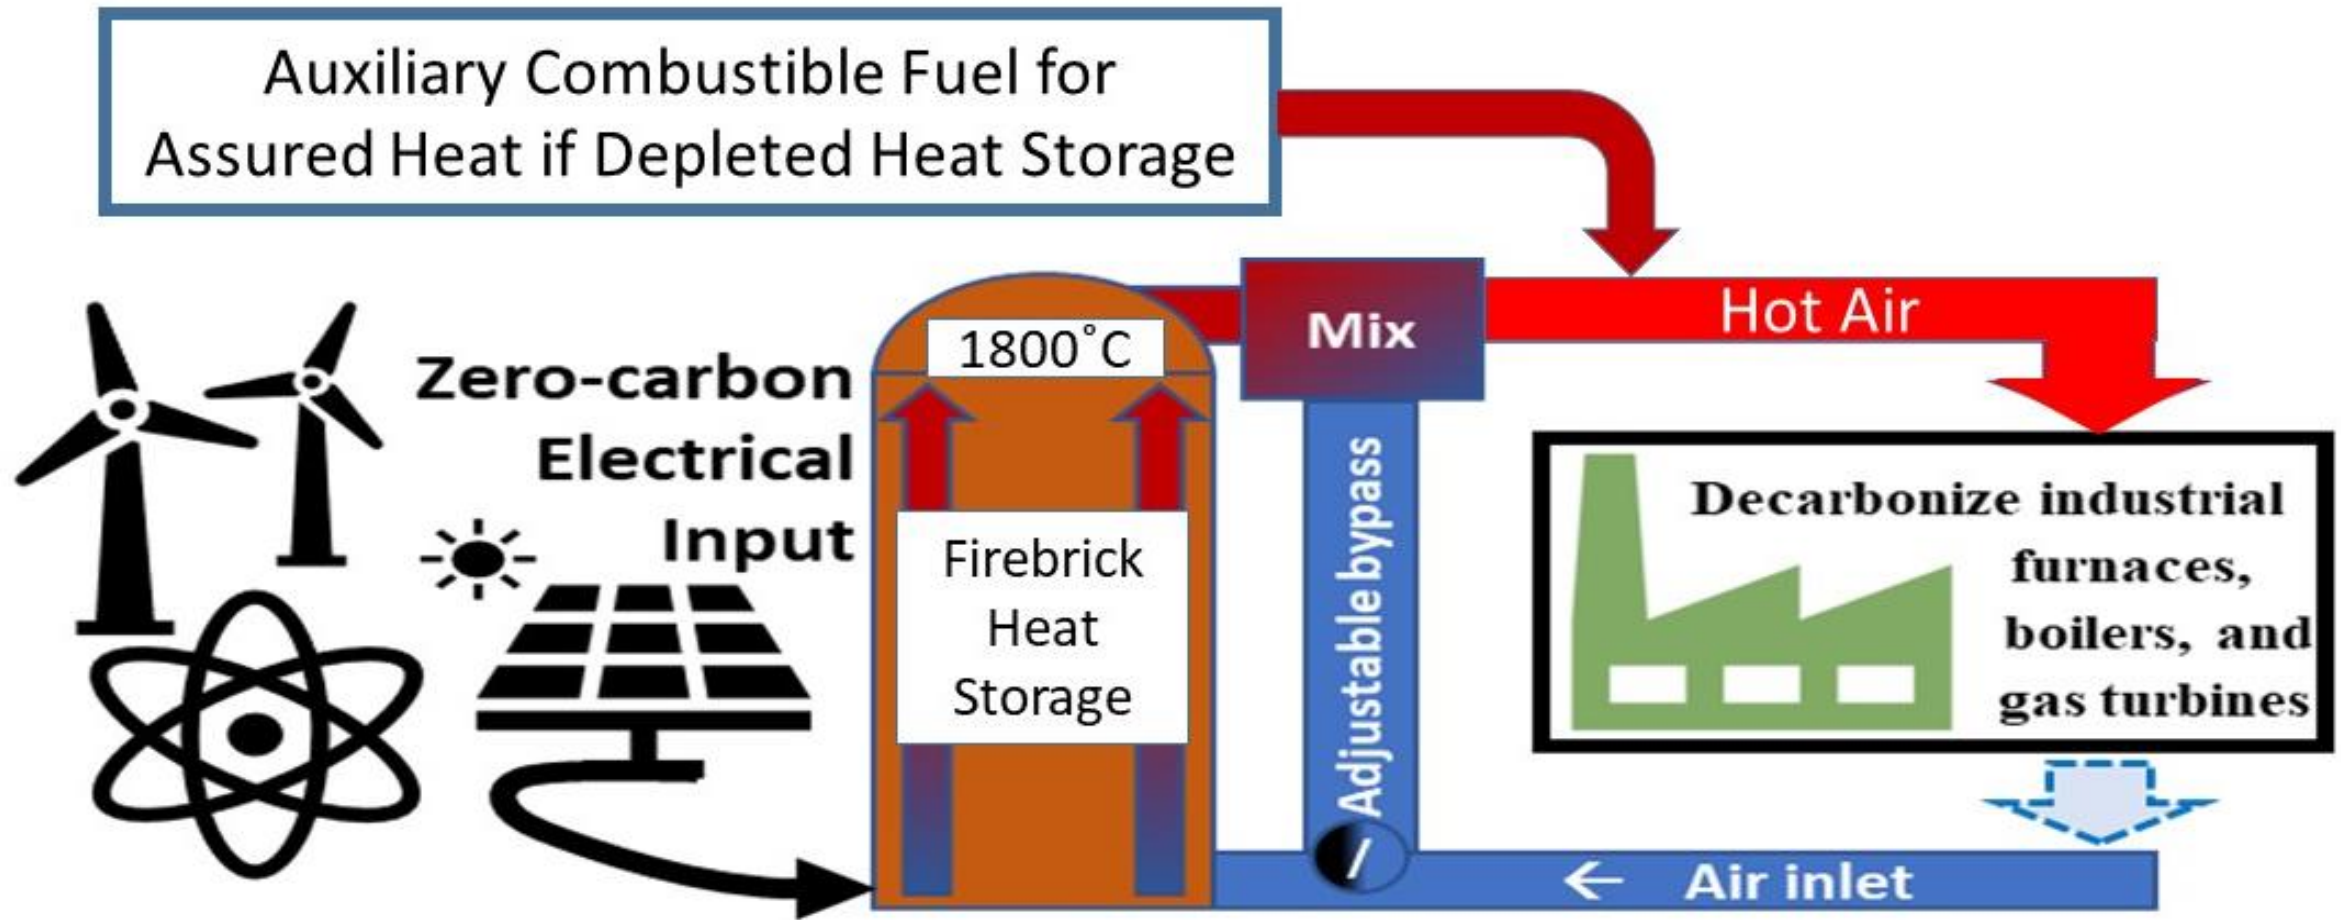 Auxiliary Combustible Fuel for
Assured Heat if Depleted Heat Storage
Zero-carbon
Electrical
Input
1800˚C
Firebrick
Heat
Storage
Mix
Adjustable bypass
Hot Air
Decarbonize industrial
furnaces,
boilers, and
gas turbines
← Air inlet